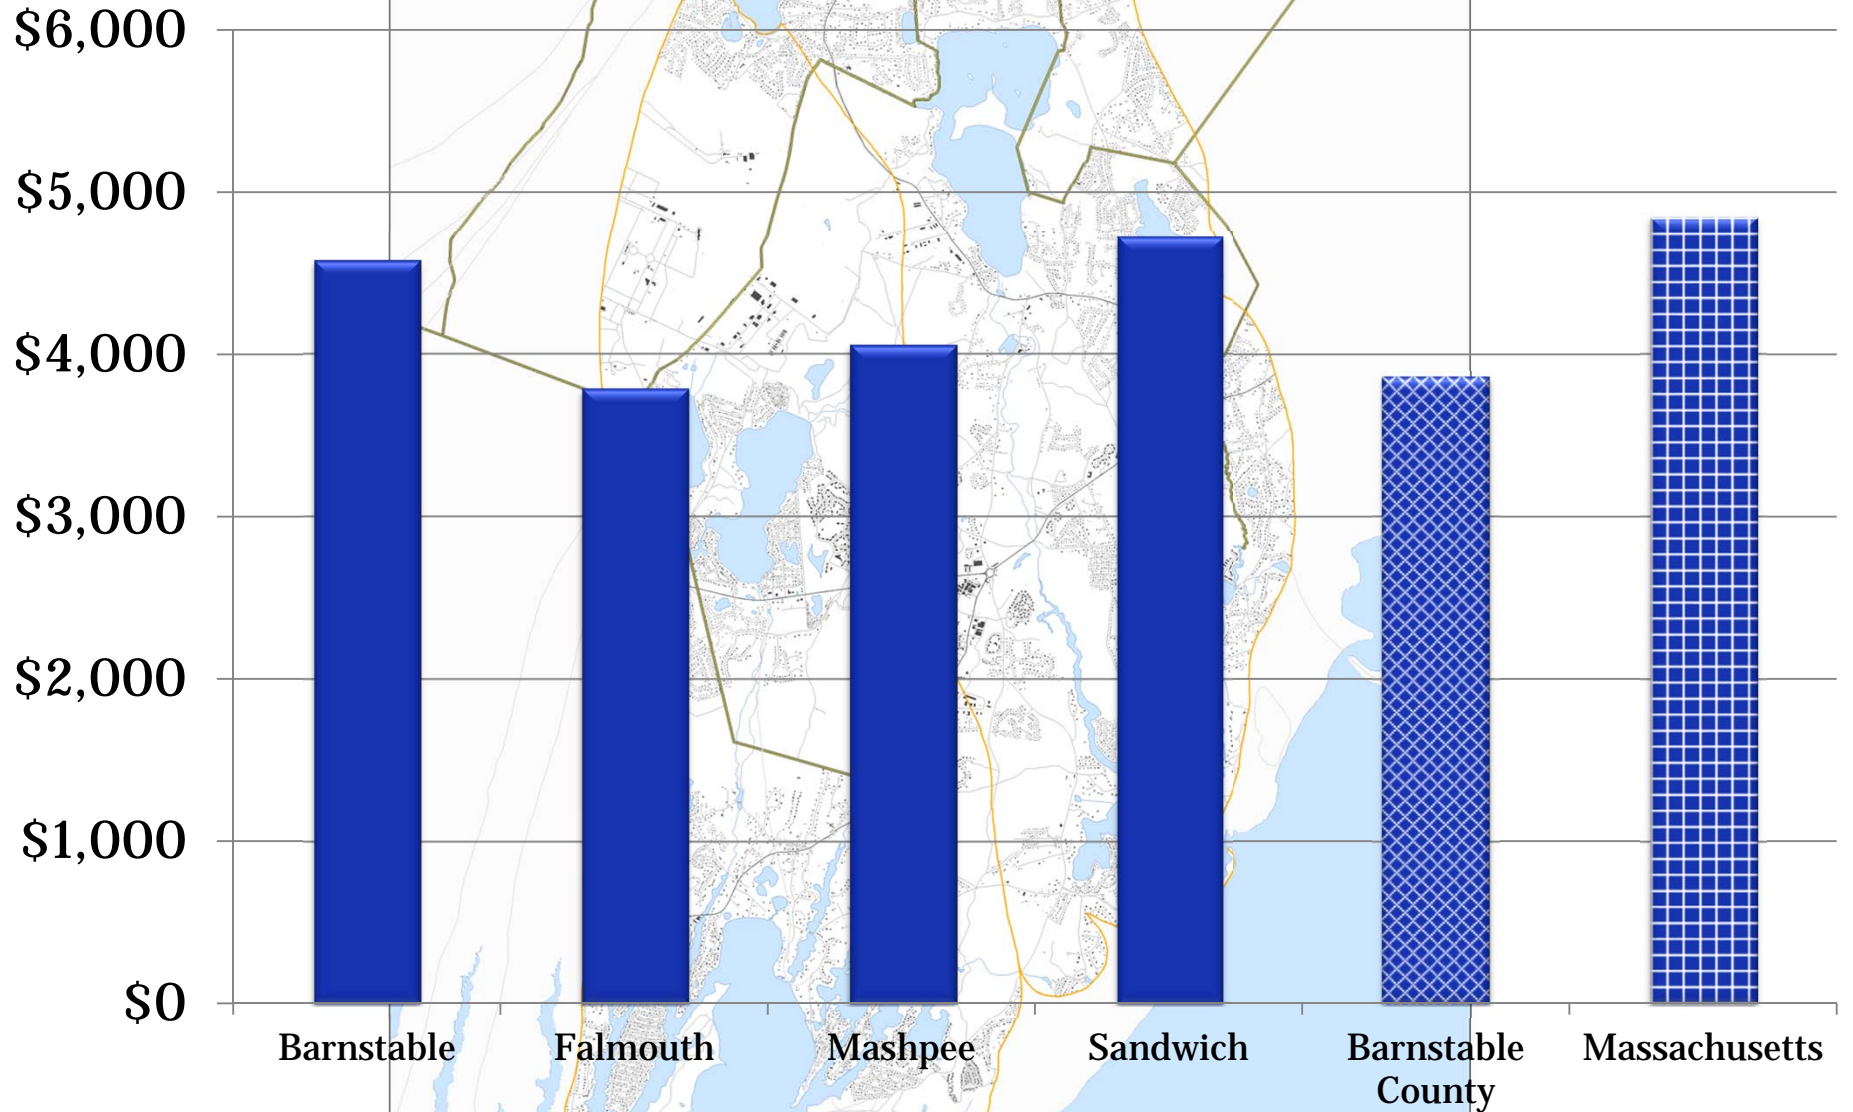 $6,000
$5,000
$4,000
$3,000
$2,000
$1,000
$0
Barnstable
Falmouth
Mashpee
Sandwich
Barnstable
County
Massachusetts